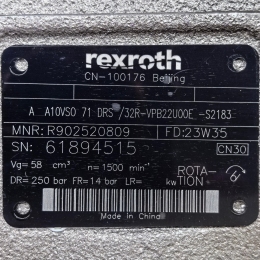 rexroth
CN-100176 Beijing
A A10VSO 71 DRS /32R-VPB22U00E -S2183
MNR: R902520809 FD: 23W35
SN: 61894515 CN30
Vg= 58 cm³ n= 1500 min⁻¹ ROTA-
DR= 250 bar FR= 14 bar LR= kw TION
Made in China